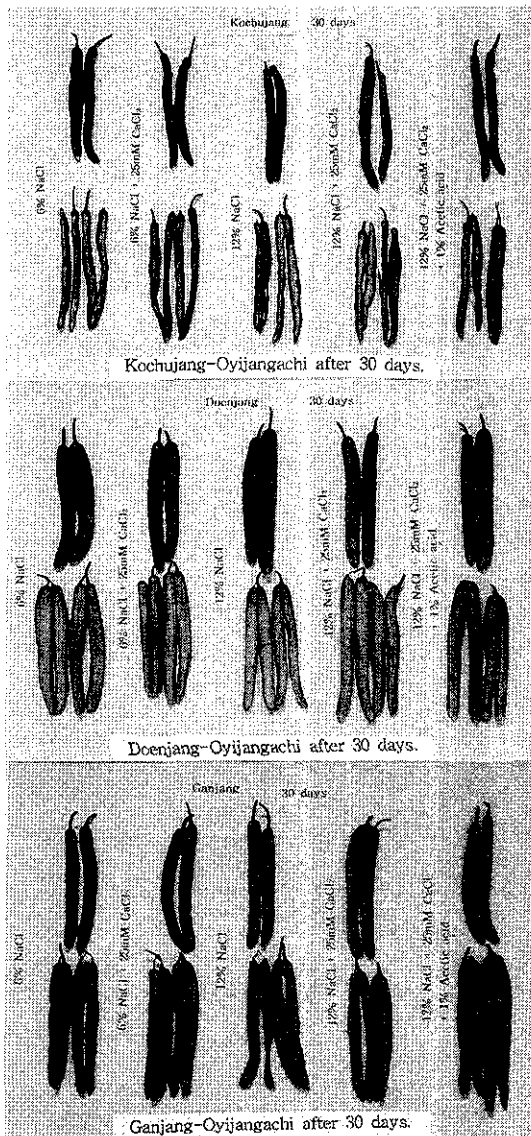 Kochujang 30 days
6% NaCl
6% NaCl + 25mM CaCl₂
12% NaCl
12% NaCl + 25mM CaCl₂
12% NaCl + 25mM CaCl₂
+ 1% Acetic acid
Kochujang-Oyijangachi after 30 days.
Doenjang 30 days
6% NaCl
6% NaCl + 25mM CaCl₂
12% NaCl
12% NaCl + 25mM CaCl₂
12% NaCl + 25mM CaCl₂
+ 1% Acetic acid
Doenjang-Oyijangachi after 30 days.
Ganjang 30 days
6% NaCl
6% NaCl + 25mM CaCl₂
12% NaCl
12% NaCl + 25mM CaCl₂
12% NaCl + 25mM CaCl₂
+ 1% Acetic acid
Ganjang-Oyijangachi after 30 days.